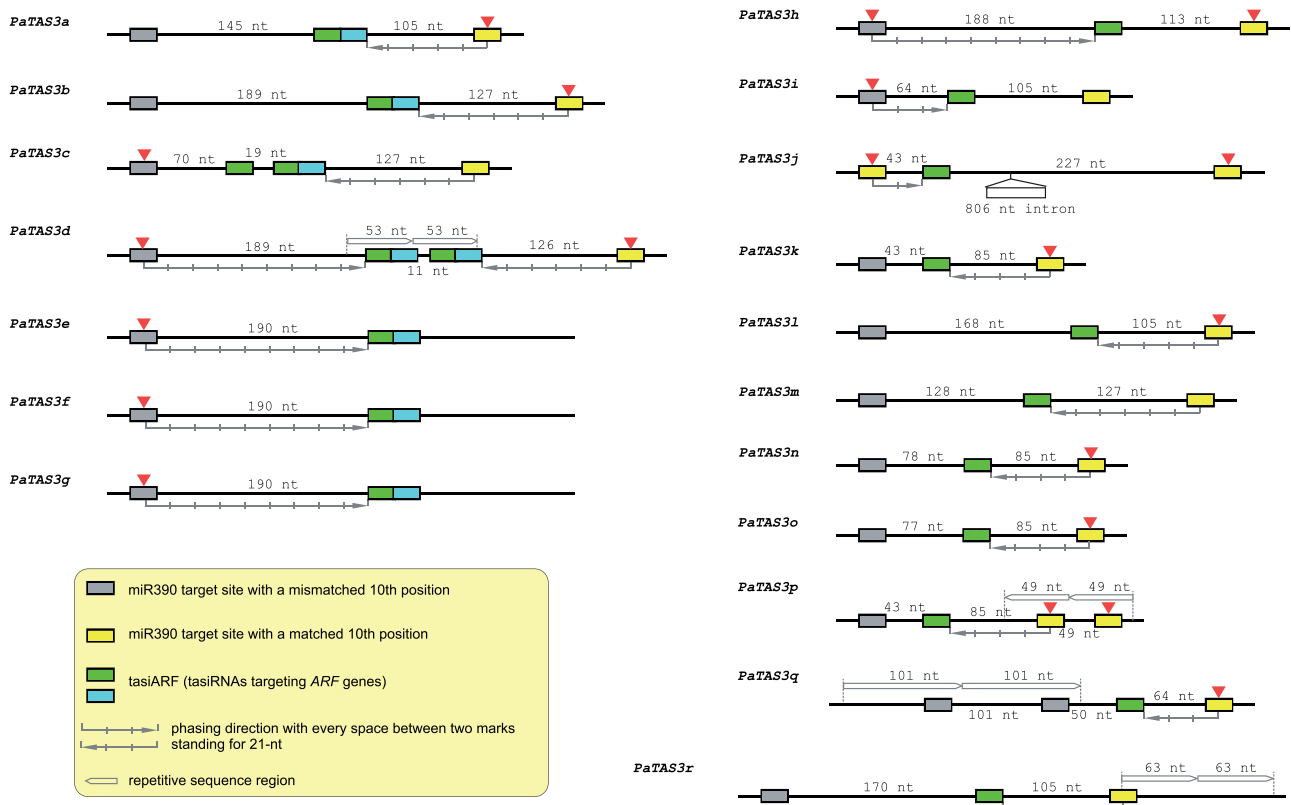 PaTAS3a
145 nt 105 nt
PaTAS3b
189 nt 127 nt
PaTAS3c
70 nt 19 nt 127 nt
PaTAS3d
53 nt 53 nt
189 nt 126 nt
11 nt
PaTAS3e
190 nt
PaTAS3f
190 nt
PaTAS3g
190 nt
miR390 target site with a mismatched 10th position
miR390 target site with a matched 10th position
tasiARF (tasiRNAs targeting ARF genes)
phasing direction with every space between two marks
standing for 21-nt
repetitive sequence region
PaTAS3h
188 nt 113 nt
PaTAS3i
64 nt 105 nt
PaTAS3j
43 nt 227 nt
806 nt intron
PaTAS3k
43 nt 85 nt
PaTAS3l
168 nt 105 nt
PaTAS3m
128 nt 127 nt
PaTAS3n
78 nt 85 nt
PaTAS3o
77 nt 85 nt
PaTAS3p
49 nt 49 nt
43 nt 85 nt
49 nt
PaTAS3q
101 nt 101 nt
64 nt
101 nt 50 nt
PaTAS3r
63 nt 63 nt
170 nt 105 nt